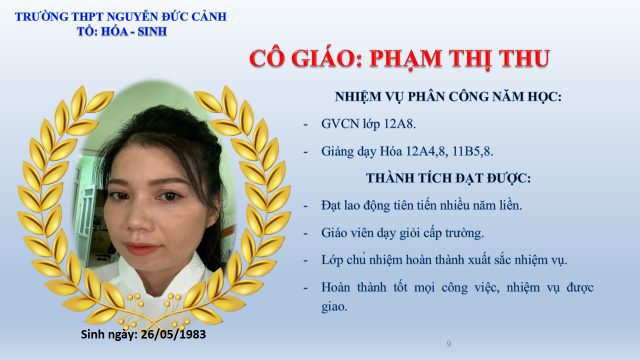 TRƯỜNG THPT NGUYỄN ĐỨC CẢNH
TỔ: HÓA - SINH
CÔ GIÁO: PHẠM THỊ THU
NHIỆM VỤ PHÂN CÔNG NĂM HỌC:
- GVCN lớp 12A8.
- Giảng dạy Hóa 12A4,8, 11B5,8.
THÀNH TÍCH ĐẠT ĐƯỢC:
- Đạt lao động tiên tiến nhiều năm liền.
- Giáo viên dạy giỏi cấp trường.
- Lớp chủ nhiệm hoàn thành xuất sắc nhiệm vụ.
- Hoàn thành tốt mọi công việc, nhiệm vụ được
giao.
Sinh ngày: 26/05/1983
9